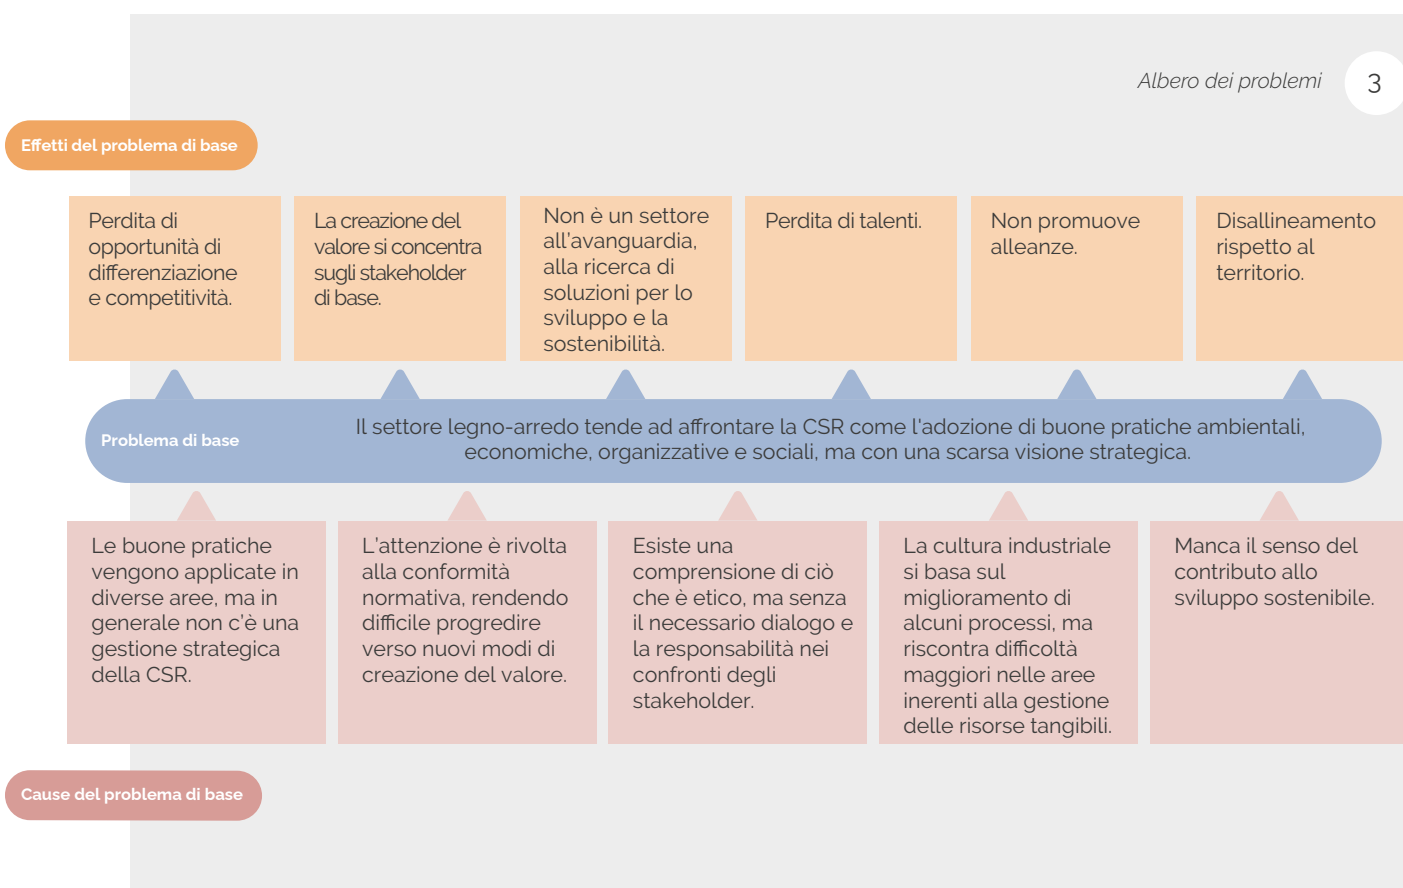 Albero dei problemi
3
Effetti del problema di base
Perdita di
opportunità di
differenziazione
e competitività.
La creazione del
valore si concentra
sugli stakeholder
di base.
Non è un settore
all'avanguardia,
alla ricerca di
soluzioni per lo
sviluppo e la
sostenibilità.
Perdita di talenti.
Non promuove
alleanze.
Disallineamento
rispetto al
territorio.
Problema di base
Il settore legno-arredo tende ad affrontare la CSR come l'adozione di buone pratiche ambientali,
economiche, organizzative e sociali, ma con una scarsa visione strategica.
Le buone pratiche
vengono applicate in
diverse aree, ma in
generale non c'è una
gestione strategica
della CSR.
L'attenzione è rivolta
alla conformità
normativa, rendendo
difficile progredire
verso nuovi modi di
creazione del valore.
Esiste una
comprensione di ciò
che è etico, ma senza
il necessario dialogo e
la responsabilità nei
confronti degli
stakeholder.
La cultura industriale
si basa sul
miglioramento di
alcuni processi, ma
riscontra difficoltà
maggiori nelle aree
inerenti alla gestione
delle risorse tangibili.
Manca il senso del
contributo allo
sviluppo sostenibile.
Cause del problema di base